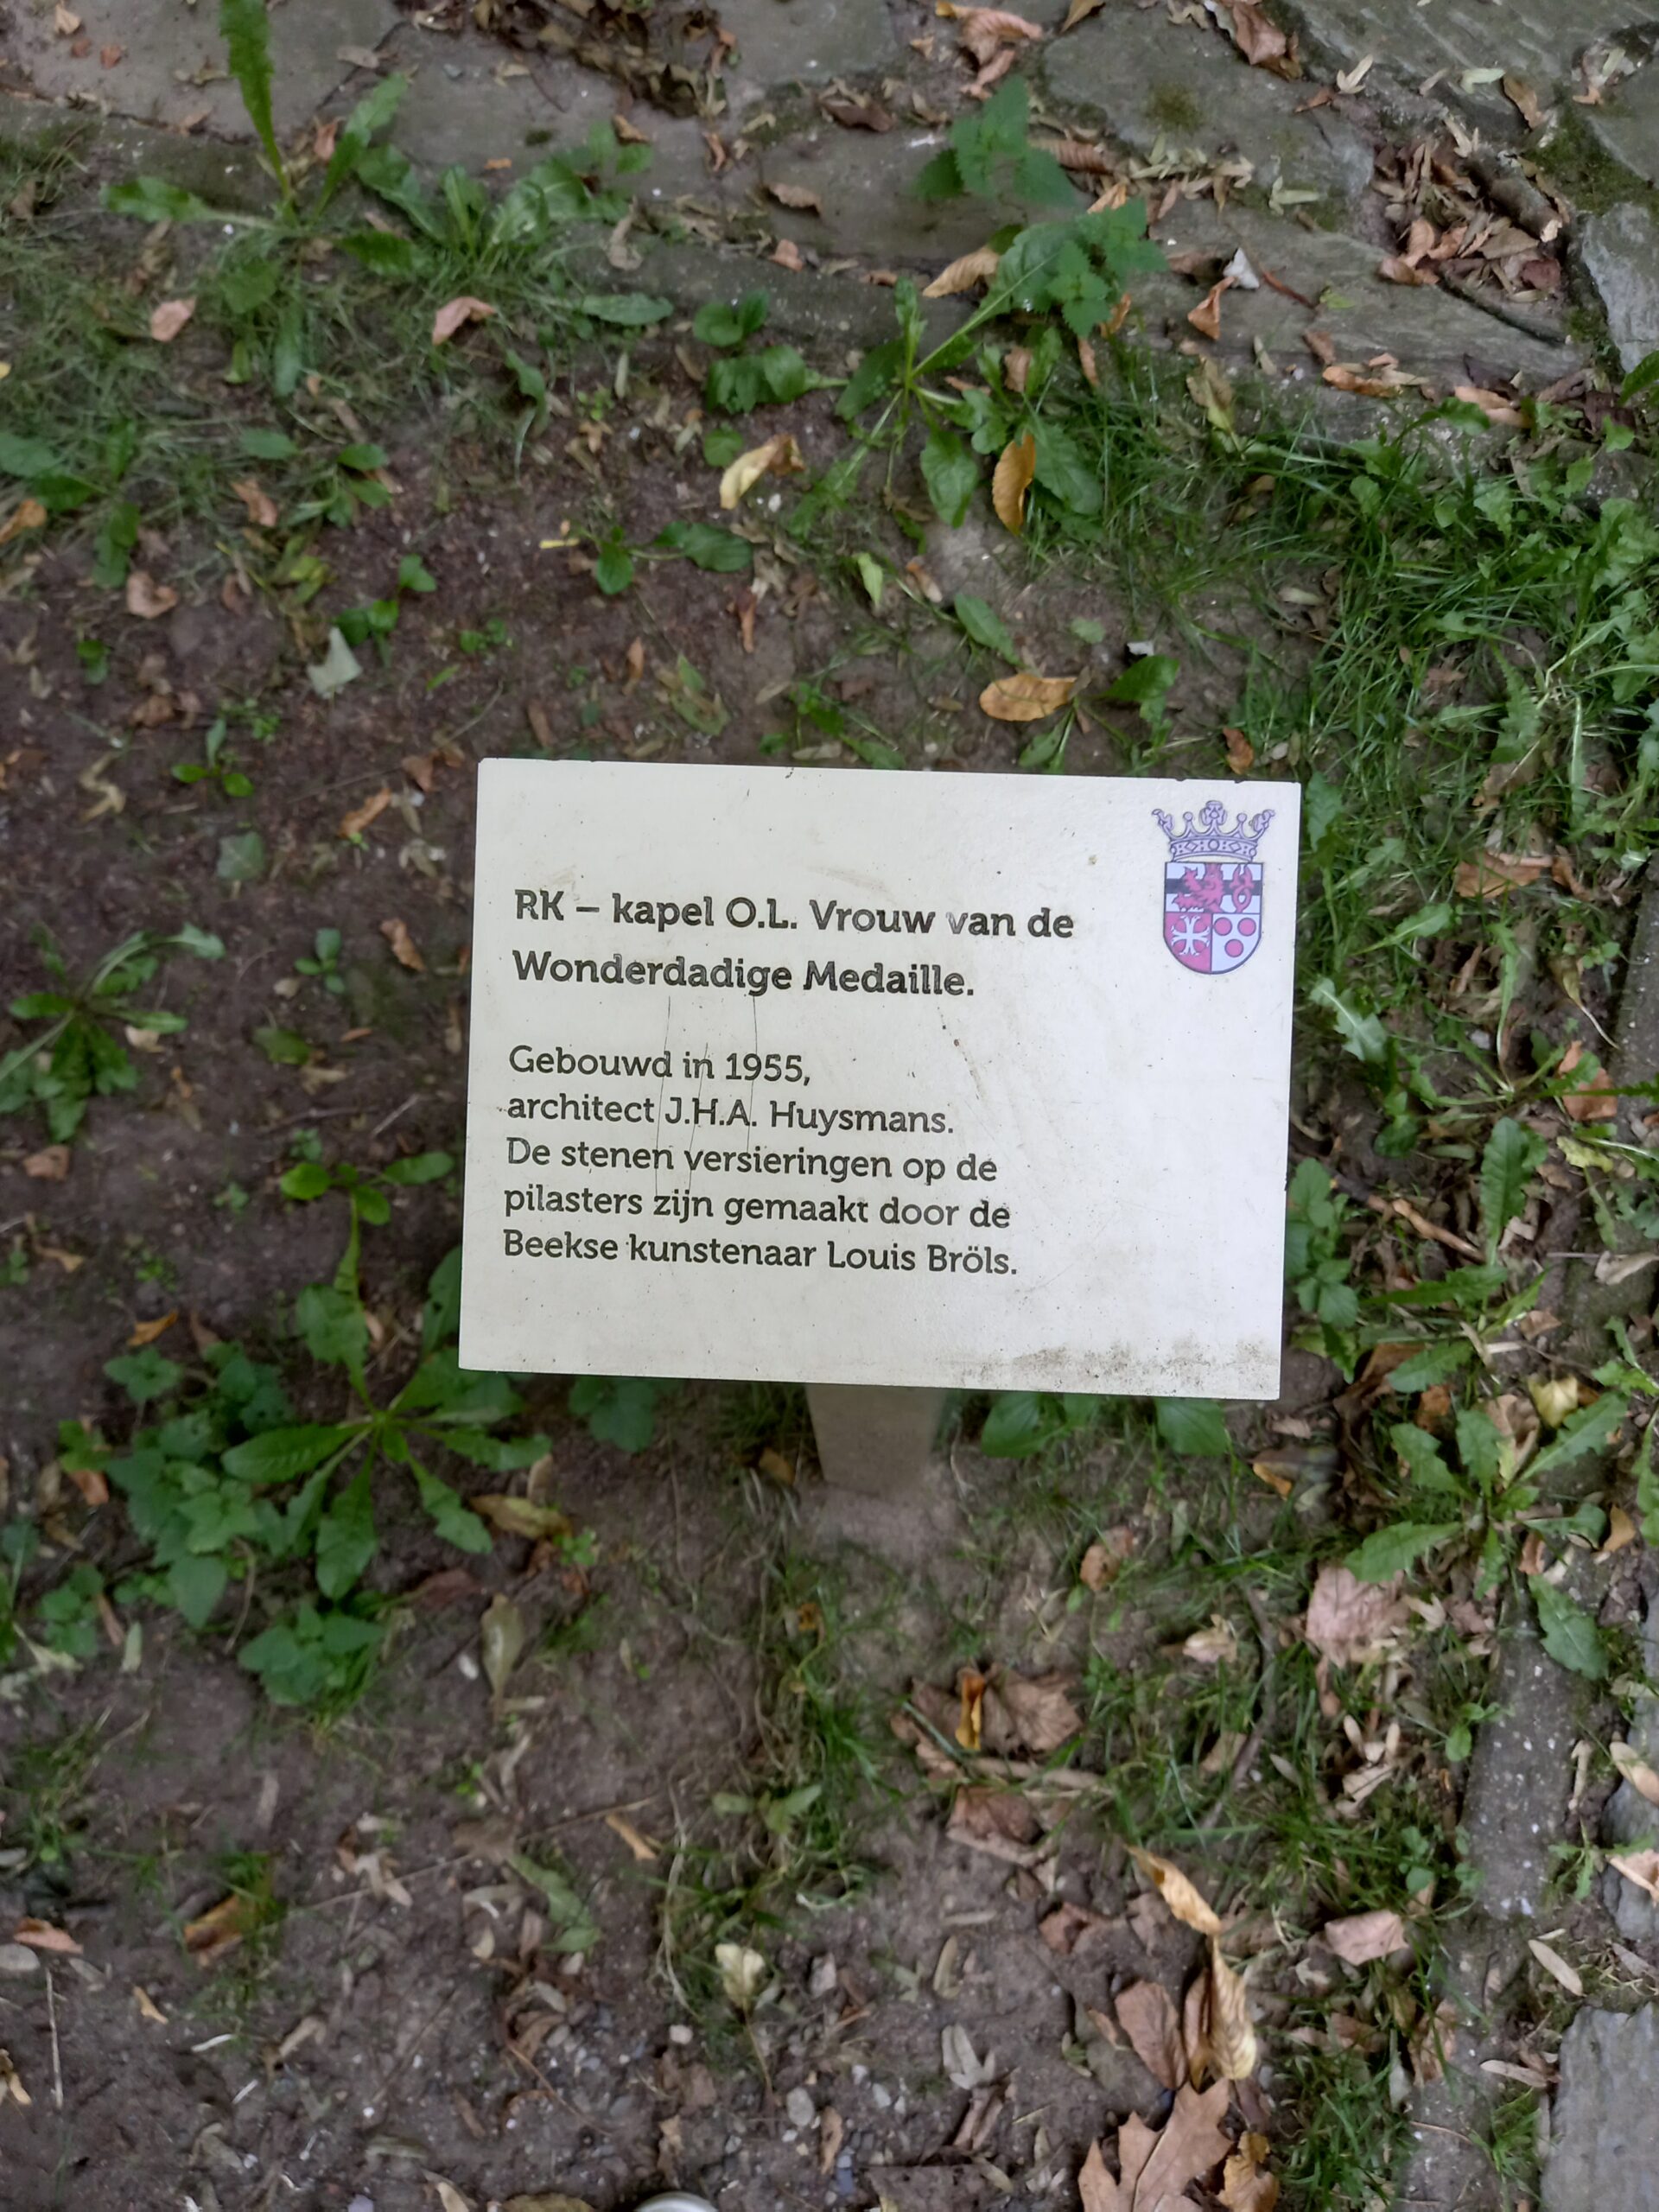 RK – kapel O.L. Vrouw van de
Wonderdadige Medaille.
Gebouwd in 1955,
architect J.H.A. Huysmans.
De stenen versieringen op de
pilasters zijn gemaakt door de
Beekse kunstenaar Louis Bröls.